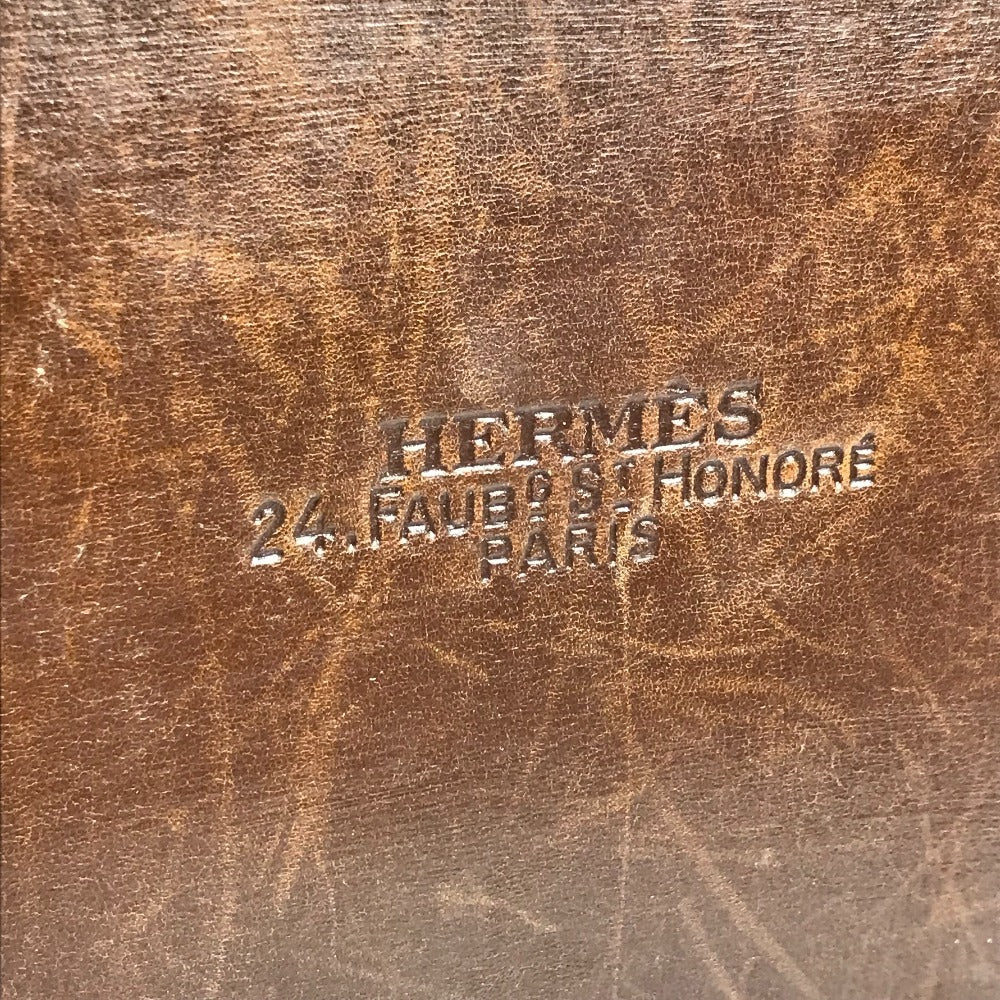 HERMÈS
24, FAUBG ST HONORÉ
PARIS